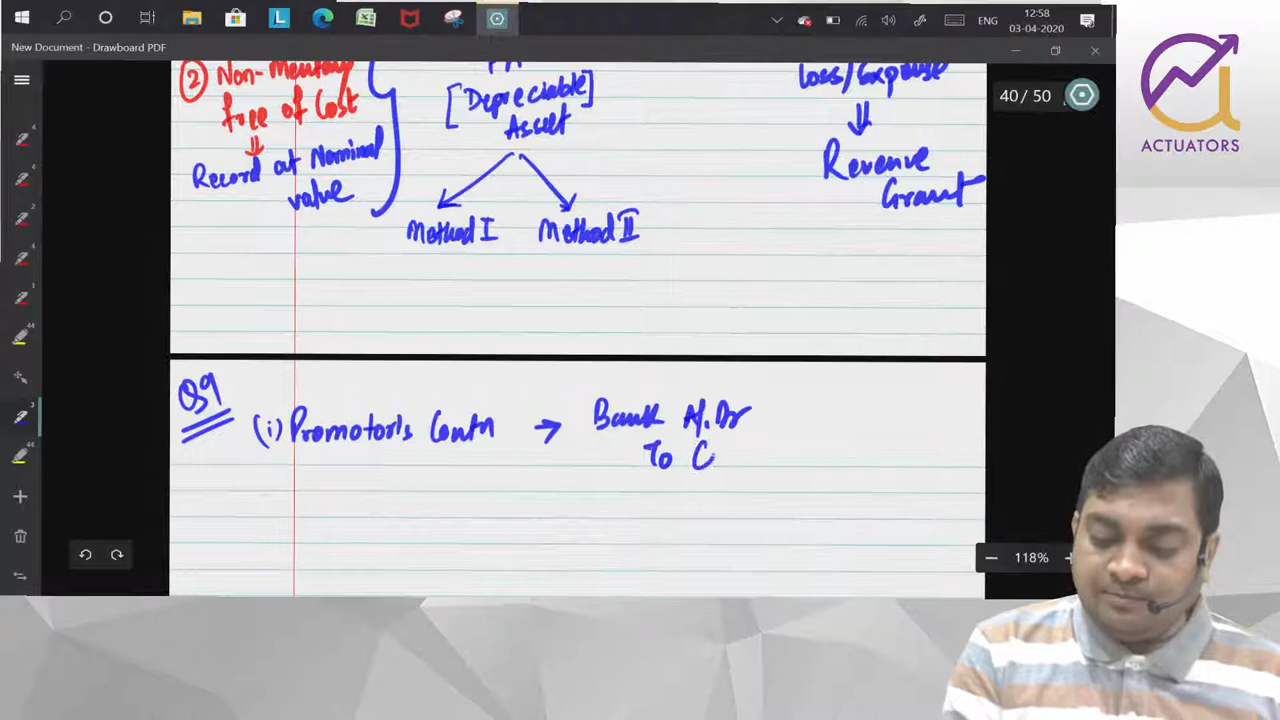 12:58
ENG
03-04-2020
New Document - Drawboard PDF
② Non-Monetary
free of Cost
Record at Nominal
value
[Depreciable]
Asset
Method I Method II
Loss/Expense
Revenue
Grant
40 / 50
ACTUATORS
Q9
(i) Promotor's Contn → Bank A/c. Dr
To C
118%